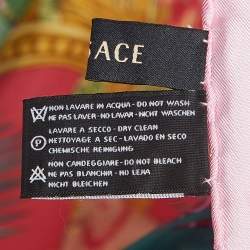 ACE
NON LAVARE IN ACQUA - DO NOT WASH
NE PAS LAVER - NO LAVAR - NICHT WASCHEN
LAVARE A SECCO - DRY CLEAN
P
NETTOYAGE A SEC - LAVADO EN SECO
CHEMISCHE REINIGUNG
NON CANDEGGIARE - DO NOT BLEACH
NE PAS BLANCHIR - NO LEJIA
NICHT BLEICHEN